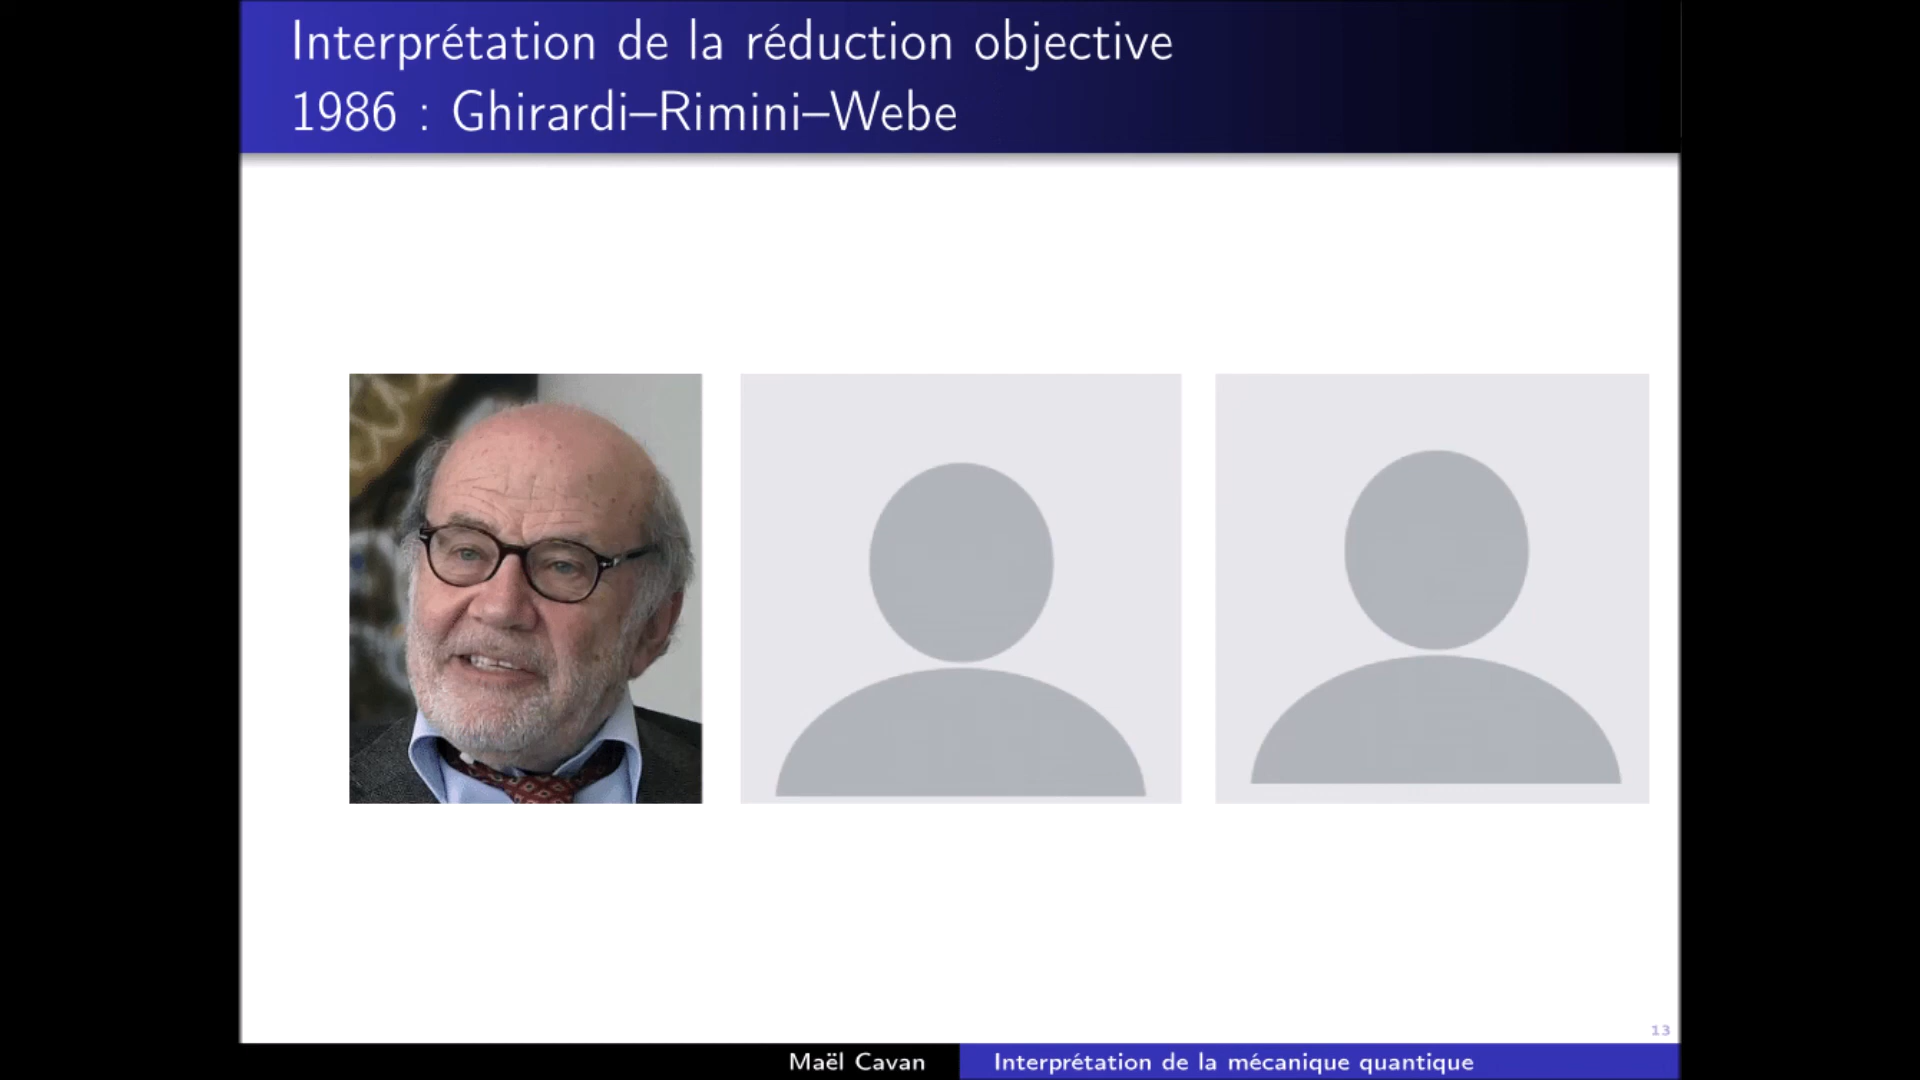 Interprétation de la réduction objective
1986 : Ghirardi–Rimini–Webe
13
Maël Cavan
Interprétation de la mécanique quantique